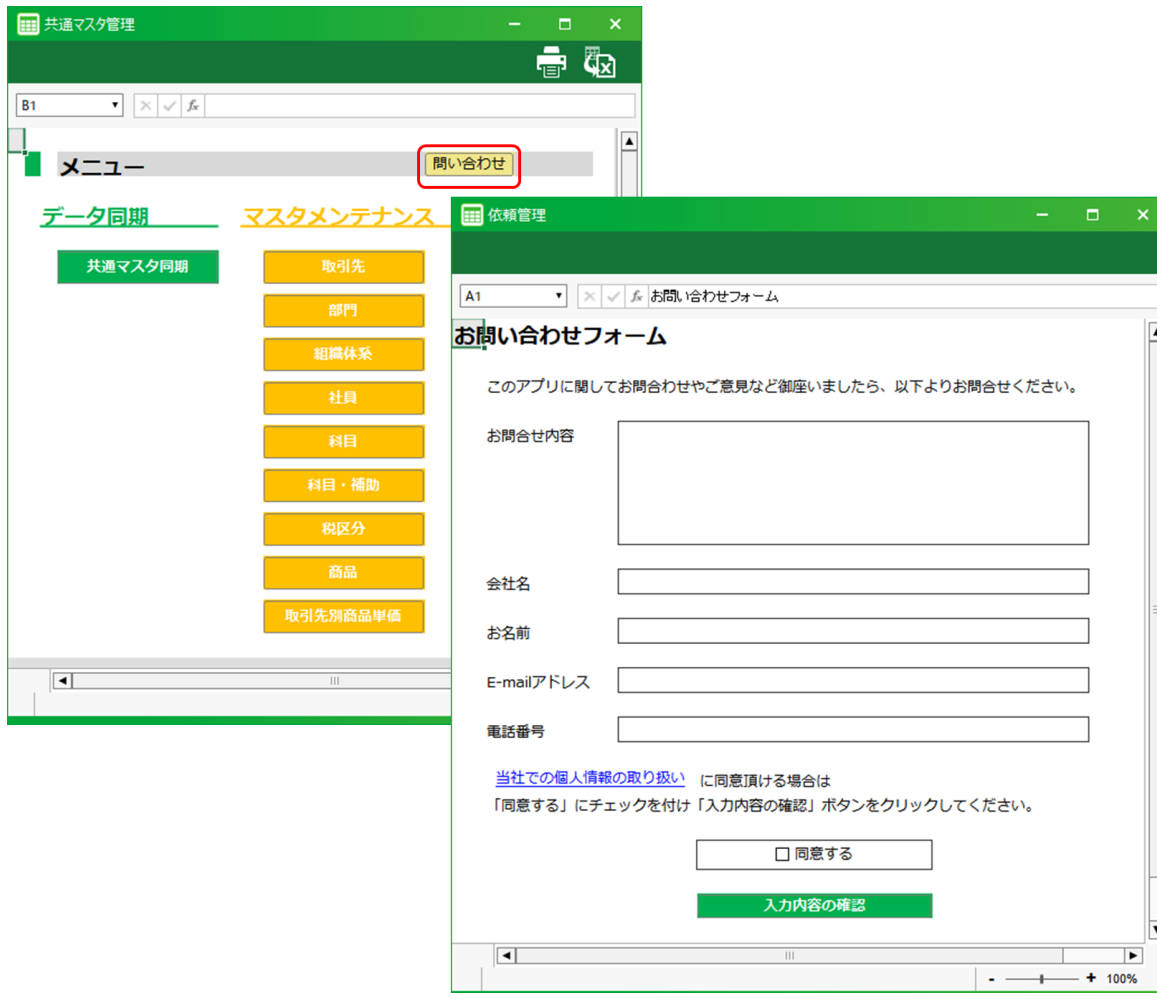 共通マスタ管理
B1
fx
メニュー
問い合わせ
データ同期
マスタメンテナンス
共通マスタ同期
取引先
部門
組織体系
社員
科目
科目・補助
税区分
商品
取引先別商品単価
依頼管理
A1
fx お問い合わせフォーム
お問い合わせフォーム
このアプリに関してお問合わせやご意見など御座いましたら、以下よりお問合せください。
お問合せ内容
会社名
お名前
E-mailアドレス
電話番号
当社での個人情報の取り扱い に同意頂ける場合は
「同意する」にチェックを付け「入力内容の確認」ボタンをクリックしてください。
同意する
入力内容の確認
- + 100%